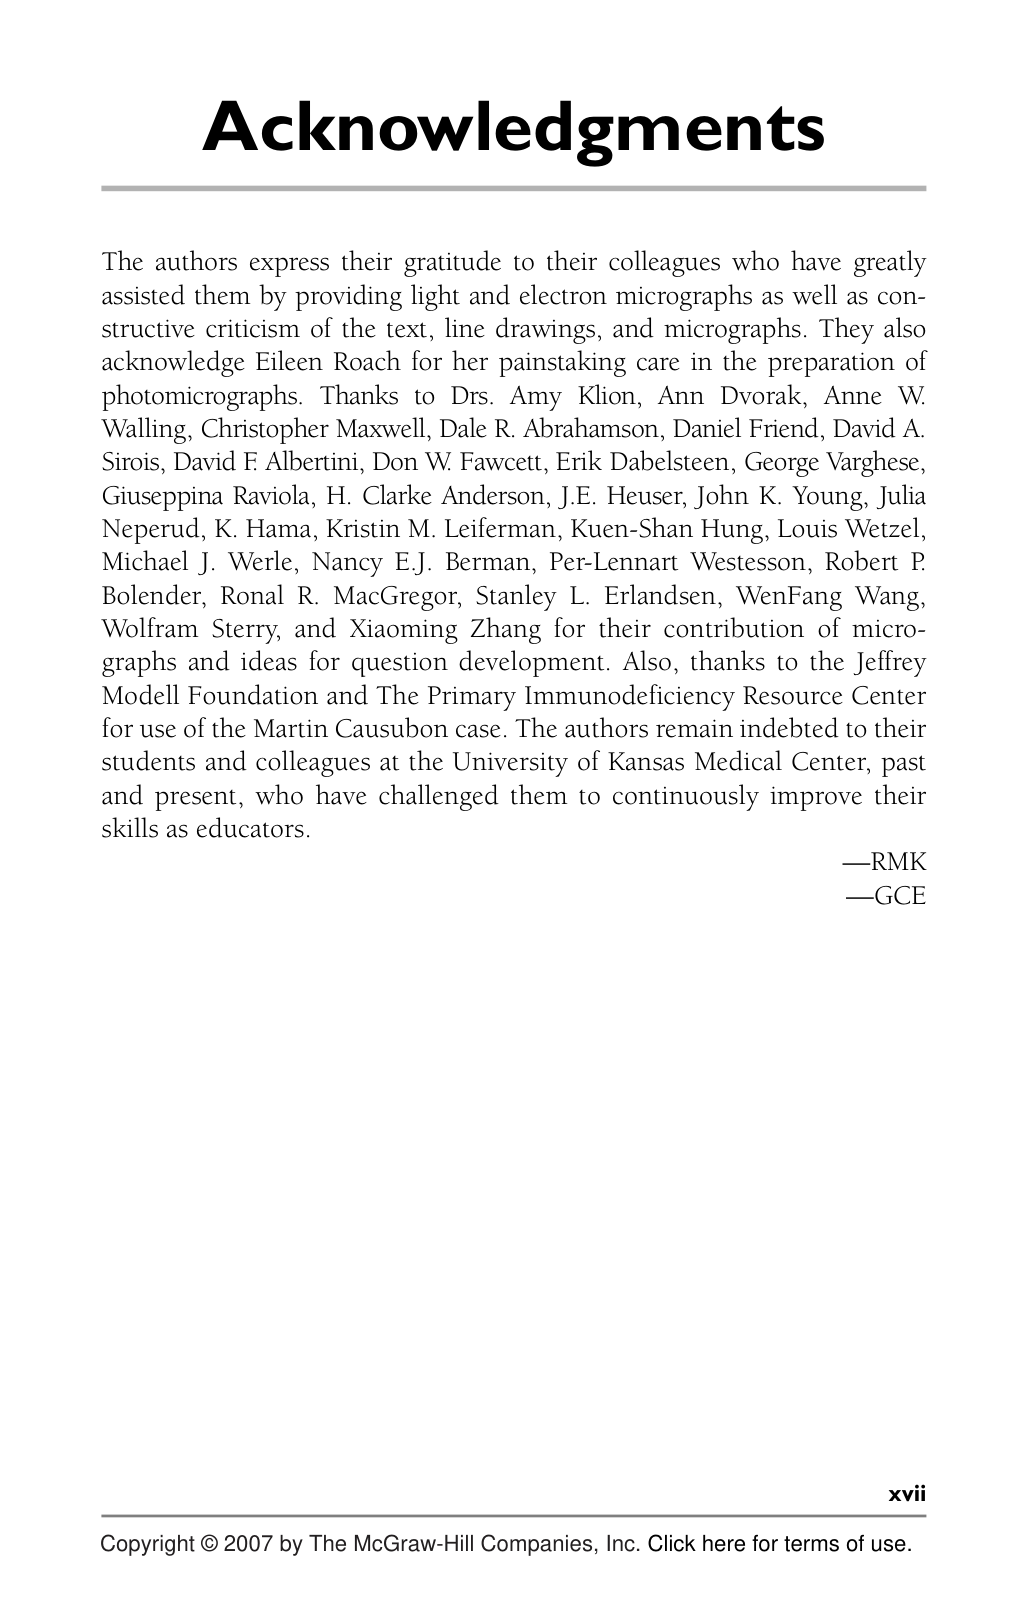 Acknowledgments
The authors express their gratitude to their colleagues who have greatly
assisted them by providing light and electron micrographs as well as con-
structive criticism of the text, line drawings, and micrographs. They also
acknowledge Eileen Roach for her painstaking care in the preparation of
photomicrographs. Thanks to Drs. Amy Klion, Ann Dvorak, Anne W.
Walling, Christopher Maxwell, Dale R. Abrahamson, Daniel Friend, David A.
Sirois, David F. Albertini, Don W. Fawcett, Erik Dabelsteen, George Varghese,
Giuseppina Raviola, H. Clarke Anderson, J.E. Heuser, John K. Young, Julia
Neperud, K. Hama, Kristin M. Leiferman, Kuen-Shan Hung, Louis Wetzel,
Michael J. Werle, Nancy E.J. Berman, Per-Lennart Westesson, Robert P.
Bolender, Ronal R. MacGregor, Stanley L. Erlandsen, WenFang Wang,
Wolfram Sterry, and Xiaoming Zhang for their contribution of micro-
graphs and ideas for question development. Also, thanks to the Jeffrey
Modell Foundation and The Primary Immunodeficiency Resource Center
for use of the Martin Causubon case. The authors remain indebted to their
students and colleagues at the University of Kansas Medical Center, past
and present, who have challenged them to continuously improve their
skills as educators.
—RMK
—GCE
xvii
Copyright © 2007 by The McGraw-Hill Companies, Inc. Click here for terms of use.